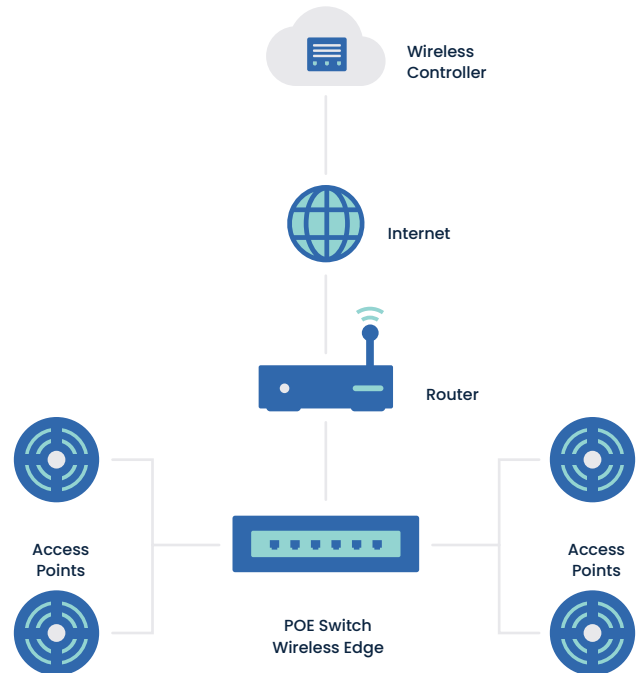 Wireless
Controller
Internet
Router
Access
Points
Access
Points
POE Switch
Wireless Edge